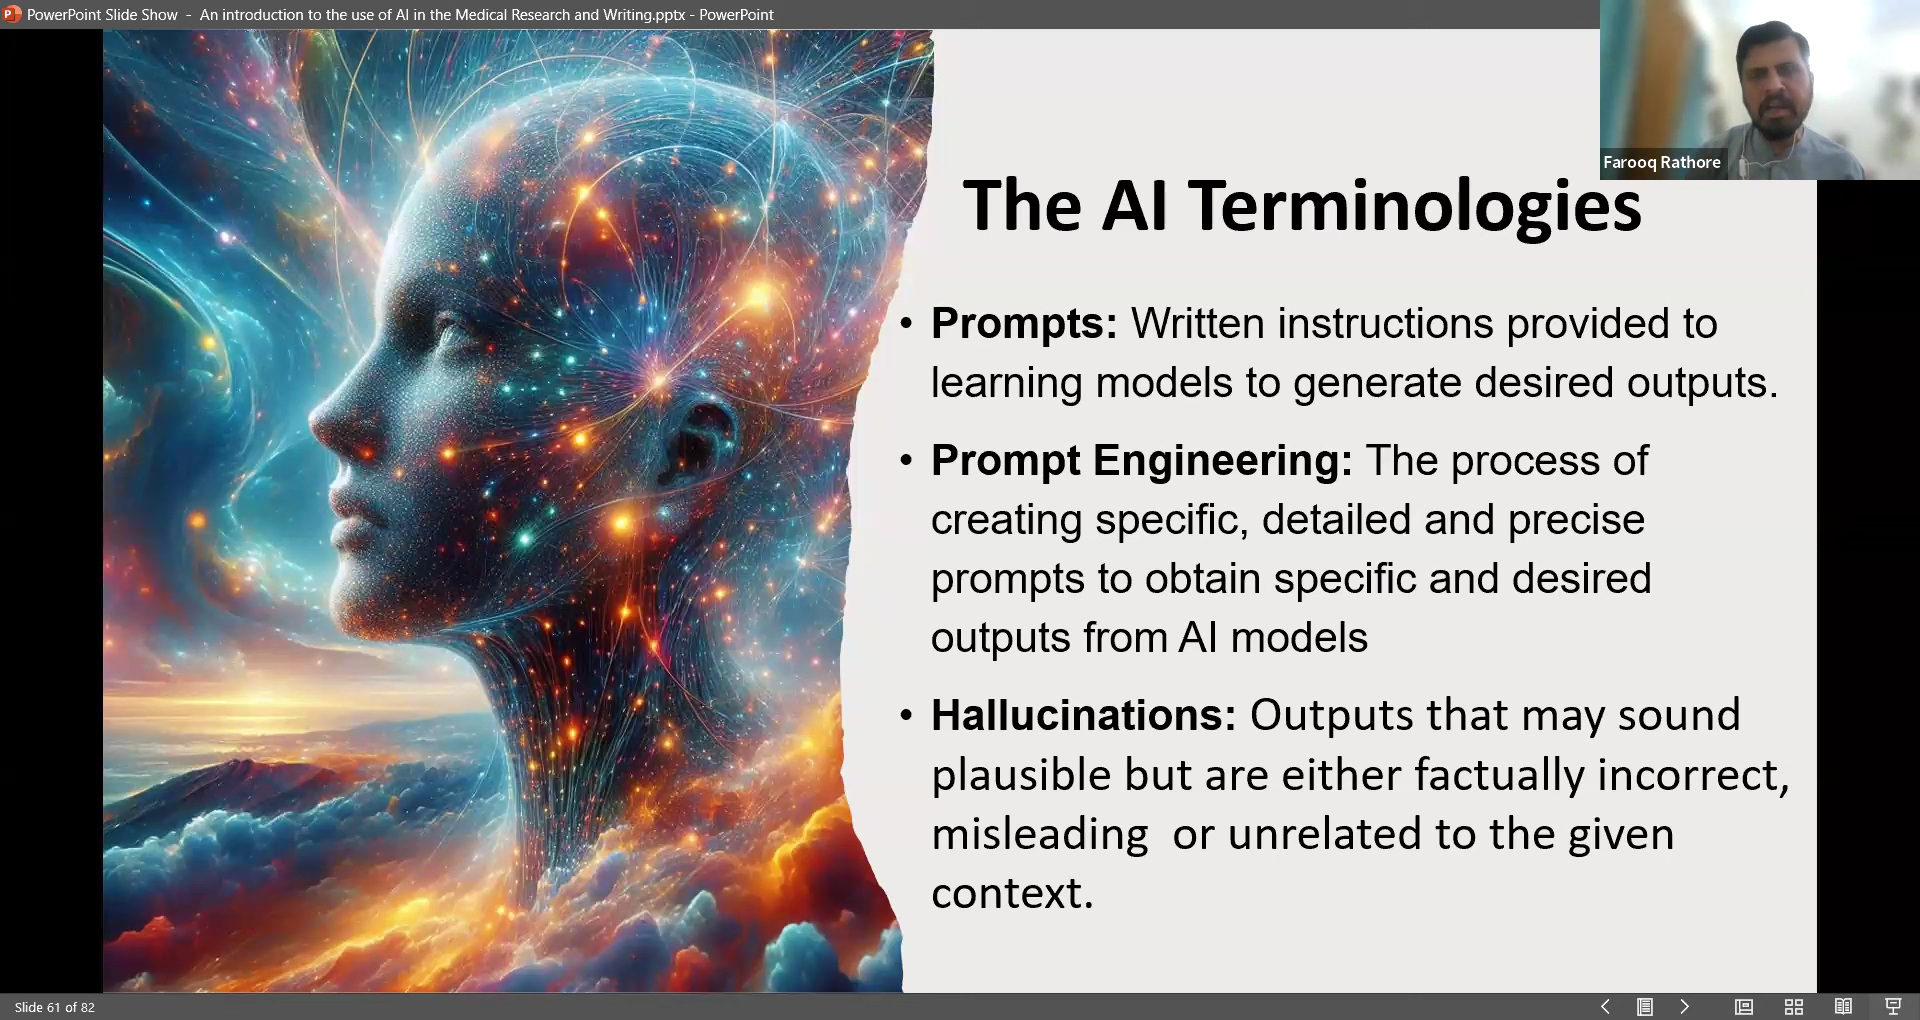 PowerPoint Slide Show - An introduction to the use of AI in the Medical Research and Writing.pptx - PowerPoint
Farooq Rathore
The AI Terminologies
• Prompts: Written instructions provided to
learning models to generate desired outputs.
• Prompt Engineering: The process of
creating specific, detailed and precise
prompts to obtain specific and desired
outputs from AI models
• Hallucinations: Outputs that may sound
plausible but are either factually incorrect,
misleading  or unrelated to the given
context.
Slide 61 of 82